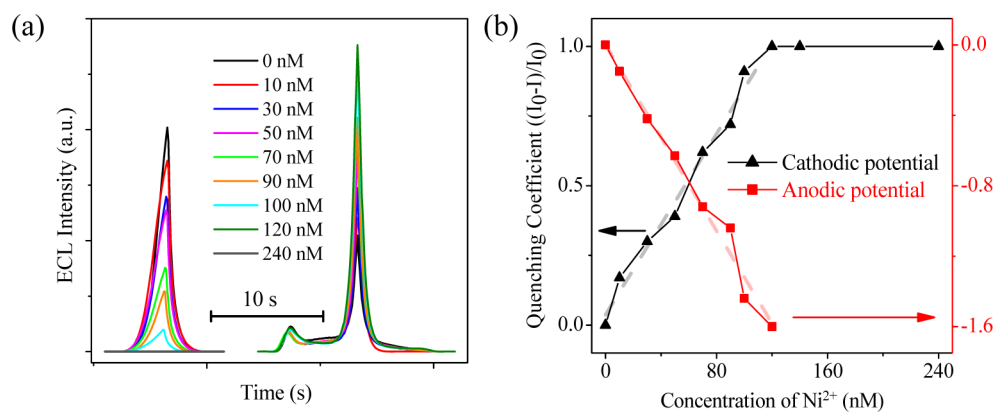 (a)
ECL Intensity (a.u.)
0 nM
10 nM
30 nM
50 nM
70 nM
90 nM
100 nM
120 nM
240 nM
10 s
Time (s)
(b)
Quenching Coefficient ((I0-I)/I0)
1.0
0.5
0.0
0.0
-0.8
-1.6
Cathodic potential
Anodic potential
0
80
160
240
Concentration of Ni²⁺ (nM)